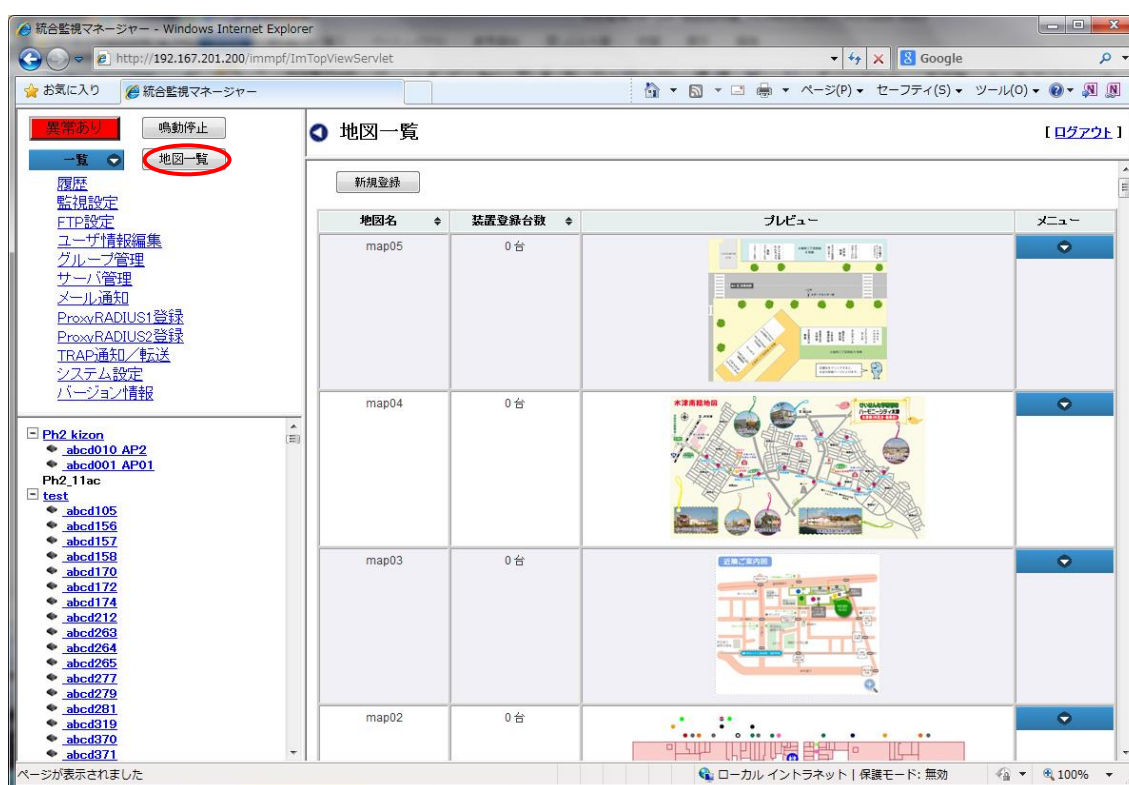 統合監視マネージャー - Windows Internet Explorer
http://192.167.201.200/immpf/ImTopViewServlet
Google
お気に入り
統合監視マネージャー
ページ(P)
セーフティ(S)
ツール(O)
異常あり
鳴動停止
一覧
地図一覧
履歴
監視設定
FTP設定
ユーザ情報編集
グループ管理
サーバ管理
メール通知
ProxyRADIUS1登録
ProxyRADIUS2登録
TRAP通知／転送
システム設定
バージョン情報
Ph2 kizon
abcd010 AP2
abcd001 AP01
Ph2_11ac
test
abcd105
abcd156
abcd157
abcd158
abcd170
abcd172
abcd174
abcd212
abcd263
abcd264
abcd265
abcd277
abcd279
abcd281
abcd319
abcd370
abcd371
地図一覧
[ ログアウト ]
新規登録
地図名 装置登録台数 プレビュー メニュー
map05 0 台
map04 0 台
木津南総地図
map03 0 台
近隣ご案内図
map02 0 台
ページが表示されました
ローカル イントラネット | 保護モード: 無効
100%